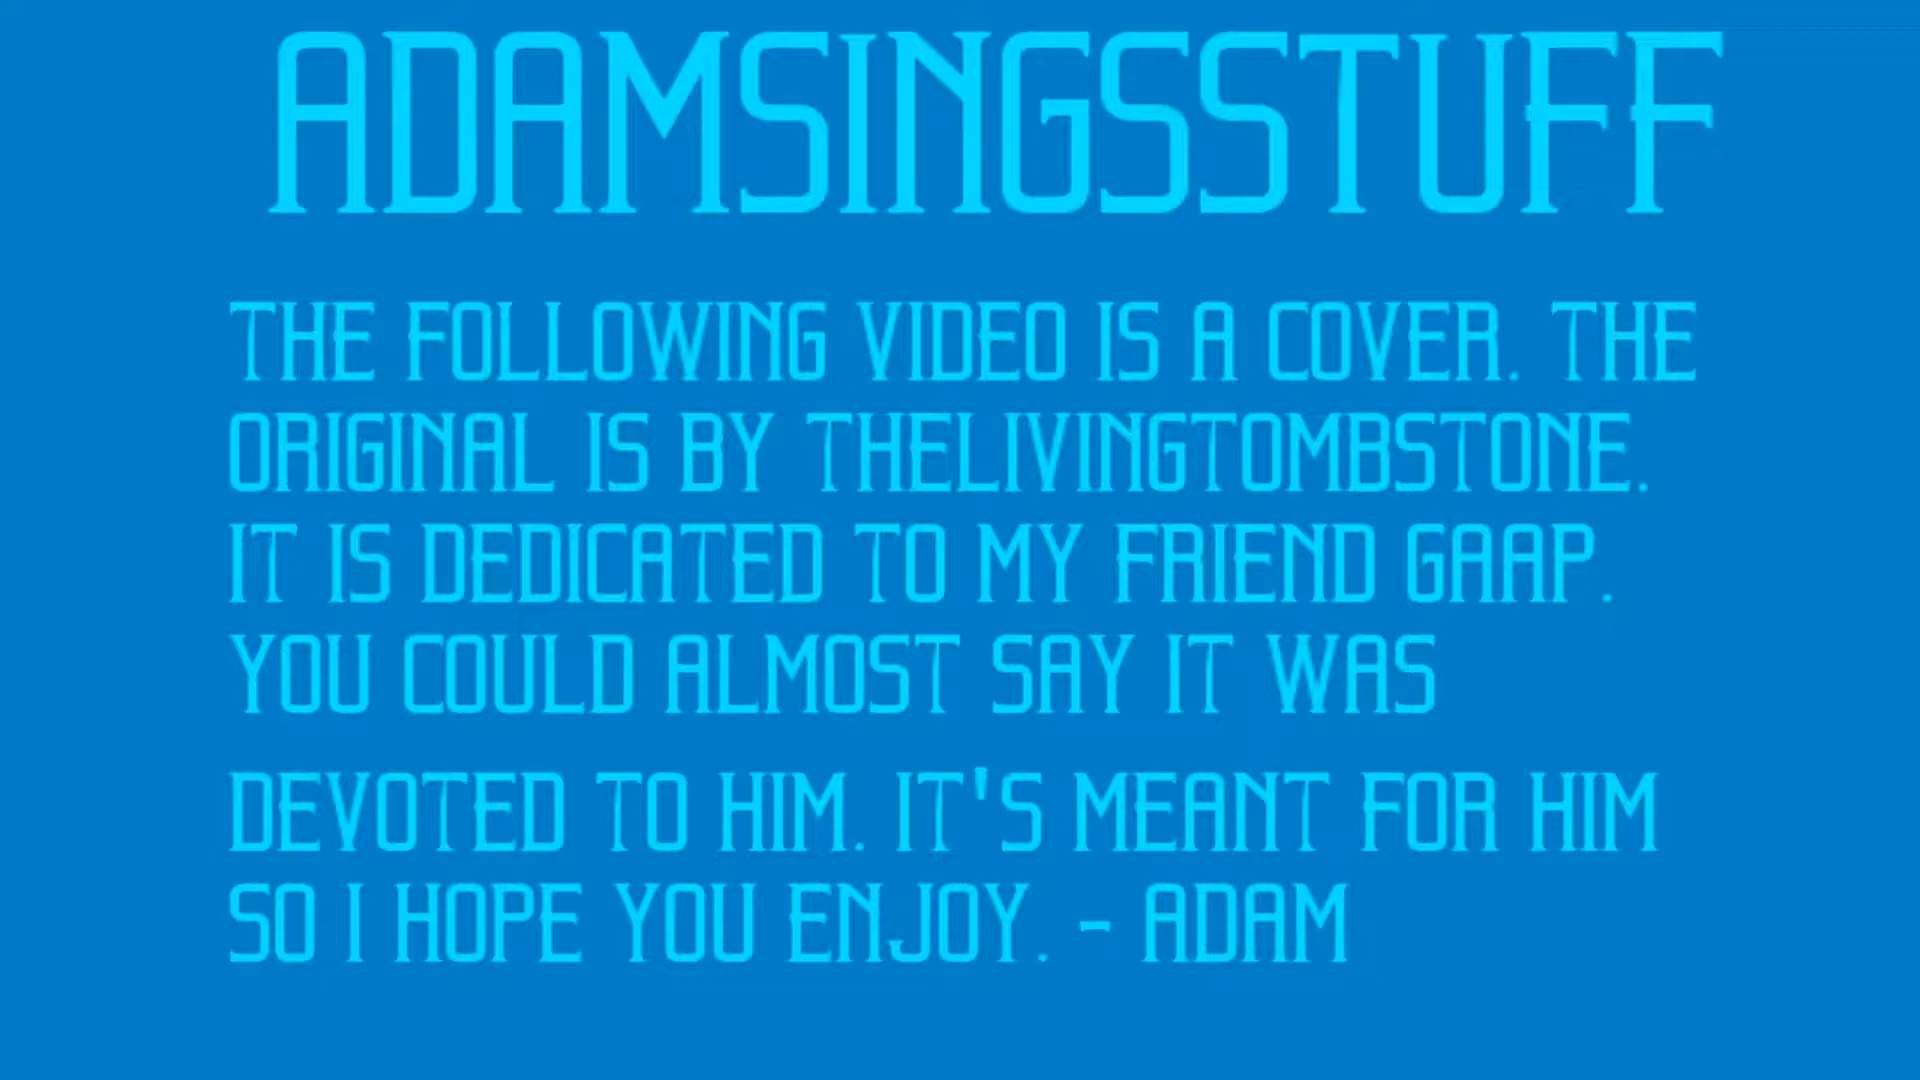 ADAMSINGSSTUFF
THE FOLLOWING VIDEO IS A COVER. THE
ORIGINAL IS BY THELIVINGTOMBSTONE.
IT IS DEDICATED TO MY FRIEND GAAP.
YOU COULD ALMOST SAY IT WAS
DEVOTED TO HIM. IT'S MEANT FOR HIM
SO I HOPE YOU ENJOY. - ADAM